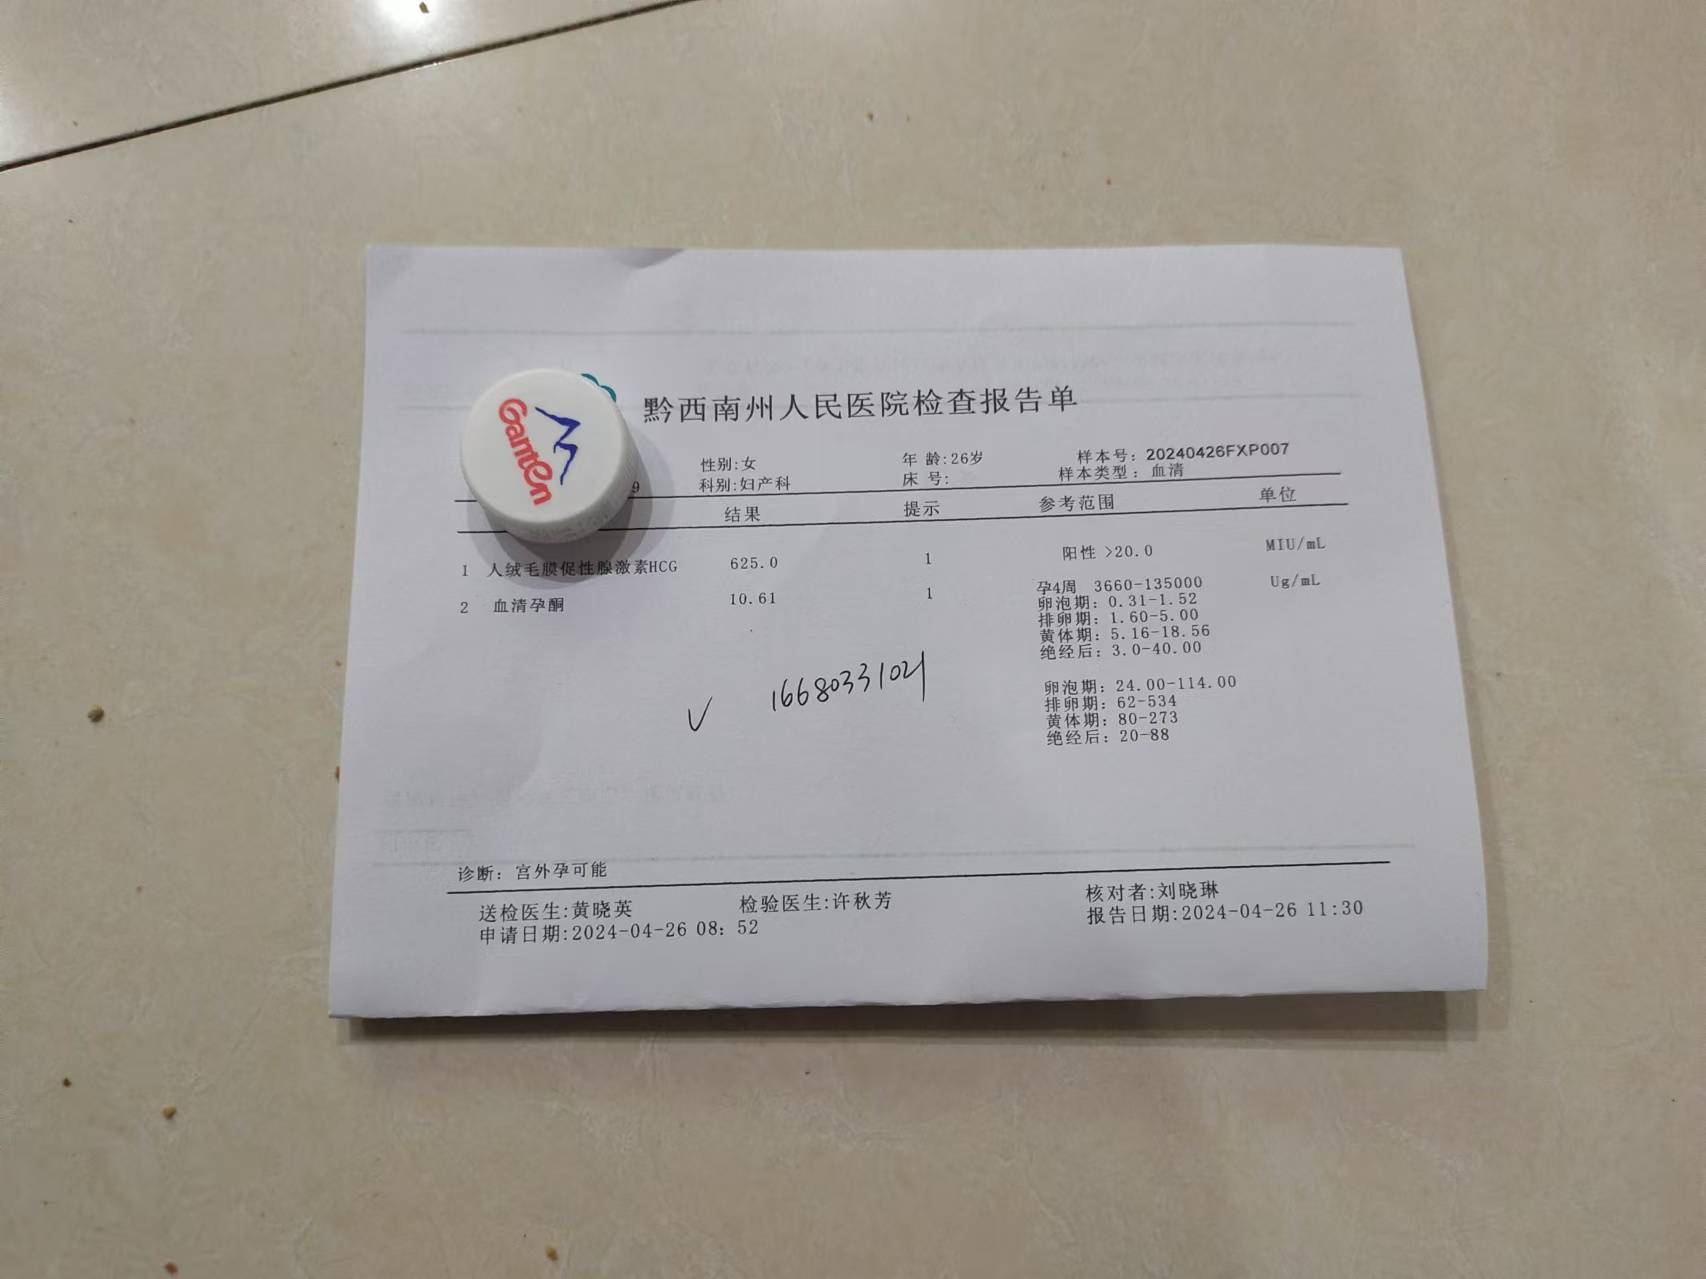 Ganten
黔西南州人民医院检查报告单
性别:女 年 龄:26岁 样本号: 20240426FXP007
9 科别:妇产科 床 号: 样本类型: 血清
结果 提示 参考范围 单位
1 人绒毛膜促性腺激素HCG 625.0 1 阳性 >20.0 MIU/mL
2 血清孕酮 10.61 1 孕4周 3660-135000 Ug/mL
卵泡期: 0.31-1.52
排卵期: 1.60-5.00
黄体期: 5.16-18.56
绝经后: 3.0-40.00
✓ 16680331021
卵泡期: 24.00-114.00
排卵期: 62-534
黄体期: 80-273
绝经后: 20-88
诊断: 宫外孕可能
送检医生:黄晓英 检验医生:许秋芳 核对者:刘晓琳
申请日期:2024-04-26 08: 52 报告日期:2024-04-26 11:30